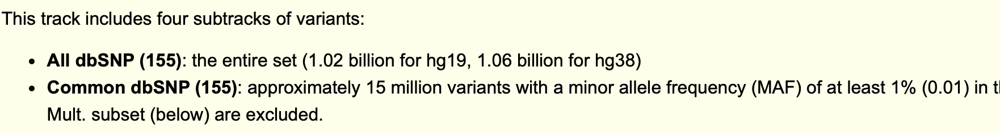 This track includes four subtracks of variants:
• All dbSNP (155): the entire set (1.02 billion for hg19, 1.06 billion for hg38)
• Common dbSNP (155): approximately 15 million variants with a minor allele frequency (MAF) of at least 1% (0.01) in
Mult. subset (below) are excluded.